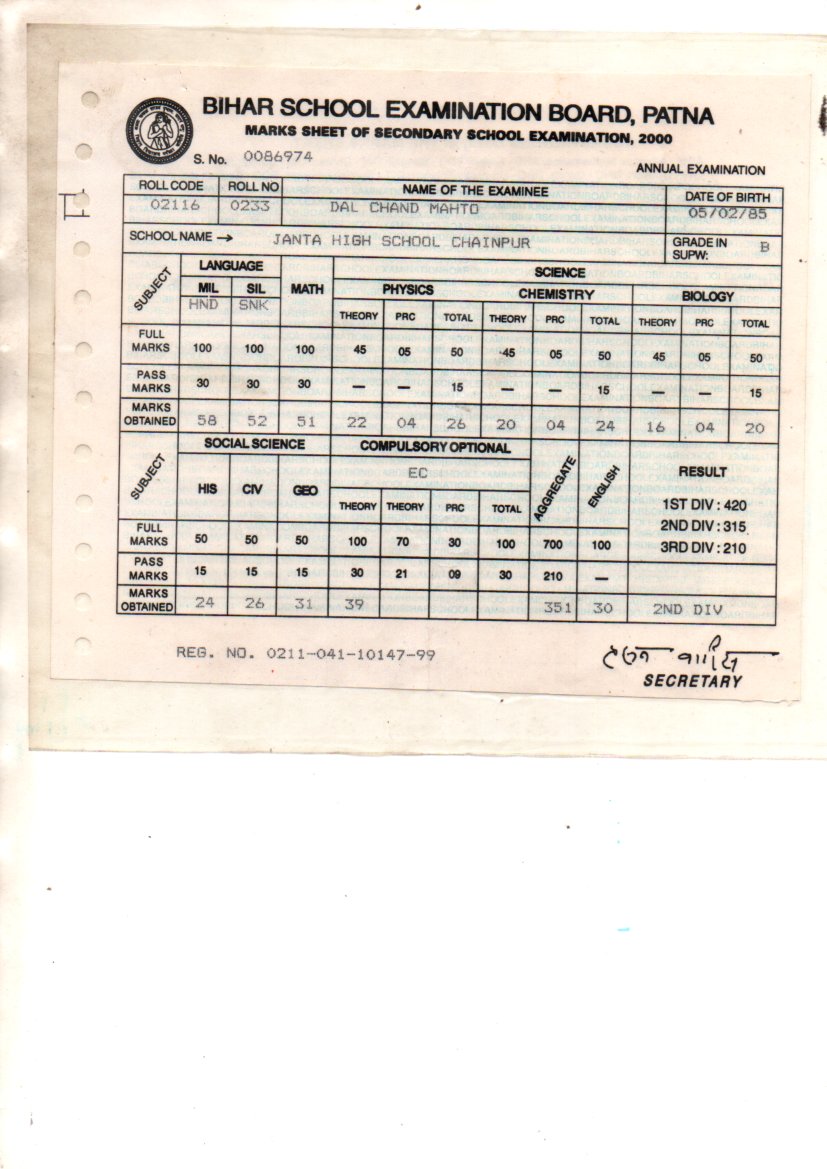 BIHAR SCHOOL EXAMINATION BOARD, PATNA
MARKS SHEET OF SECONDARY SCHOOL EXAMINATION, 2000
S. No. 0086974
ANNUAL EXAMINATION
ROLL CODE ROLL NO NAME OF THE EXAMINEE DATE OF BIRTH
02116 0233 DAL CHAND MAHTO 05/02/85
SCHOOL NAME → JANTA HIGH SCHOOL CHAINPUR GRADE IN SUPW: B
SUBJECT LANGUAGE MATH SCIENCE
MIL SIL PHYSICS CHEMISTRY BIOLOGY
HND SNK
THEORY PRC TOTAL THEORY PRC TOTAL THEORY PRC TOTAL
FULL MARKS 100 100 100 45 05 50 45 05 50 45 05 50
PASS MARKS 30 30 30 — — 15 — — 15 — — 15
MARKS OBTAINED 58 52 51 22 04 26 20 04 24 16 04 20
SUBJECT SOCIAL SCIENCE COMPULSORY OPTIONAL AGGREGATE ENGLISH RESULT
EC
HIS CIV GEO
THEORY THEORY PRC TOTAL
1ST DIV : 420
2ND DIV : 315
3RD DIV : 210
FULL MARKS 50 50 50 100 70 30 100 700 100
PASS MARKS 15 15 15 30 21 09 30 210 —
MARKS OBTAINED 24 26 31 39 351 30 2ND DIV
REG. NO. 0211-041-10147-99
SECRETARY